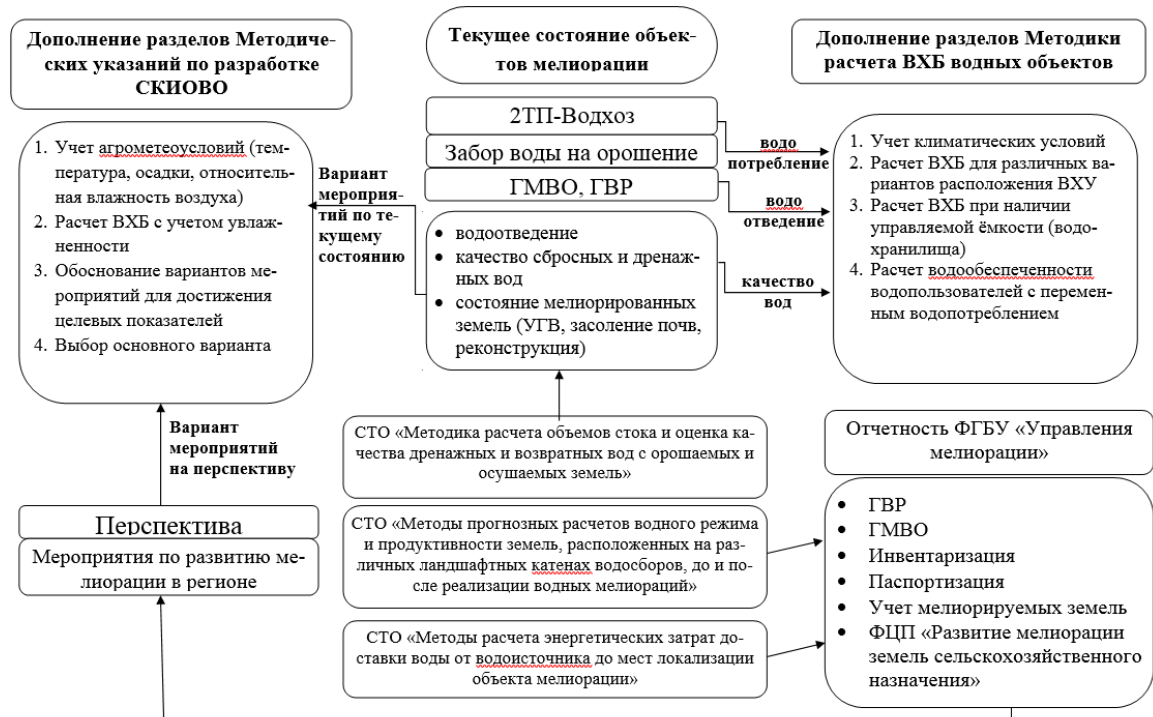 Дополнение разделов Методиче-
ских указаний по разработке
СКИОВО
Текущее состояние объек-
тов мелиорации
Дополнение разделов Методики
расчета ВХБ водных объектов
1. Учет агрометеоусловий (тем-
пература, осадки, относитель-
ная влажность воздуха)
2. Расчет ВХБ с учетом увлаж-
ненности
3. Обоснование вариантов ме-
роприятий для достижения
целевых показателей
4. Выбор основного варианта
Вариант
мероприя-
тий по те-
кущему
состоянию
2ТП-Водхоз
Забор воды на орошение
ГМВО, ГВР
• водоотведение
• качество сбросных и дренаж-
ных вод
• состояние мелиорированных
земель (УГВ, засоление почв,
реконструкция)
водо
потребление
водо
отведение
качество
вод
1. Учет климатических условий
2. Расчет ВХБ для различных ва-
риантов расположения ВХУ
3. Расчет ВХБ при наличии
управляемой ёмкости (водо-
хранилища)
4. Расчет водообеспеченности
водопользователей с перемен-
ным водопотреблением
Вариант
мероприятий
на перспективу
Перспектива
Мероприятия по развитию ме-
лиорации в регионе
СТО «Методика расчета объемов стока и оценка ка-
чества дренажных и возвратных вод с орошаемых и
осушаемых земель»
СТО «Методы прогнозных расчетов водного режима
и продуктивности земель, расположенных на раз-
личных ландшафтных катенах водосборов, до и по-
сле реализации водных мелиораций»
СТО «Методы расчета энергетических затрат до-
ставки воды от водоисточника до мест локализации
объекта мелиорации»
Отчетность ФГБУ «Управления
мелиорации»
• ГВР
• ГМВО
• Инвентаризация
• Паспортизация
• Учет мелиорируемых земель
• ФЦП «Развитие мелиорации
земель сельскохозяйственного
назначения»